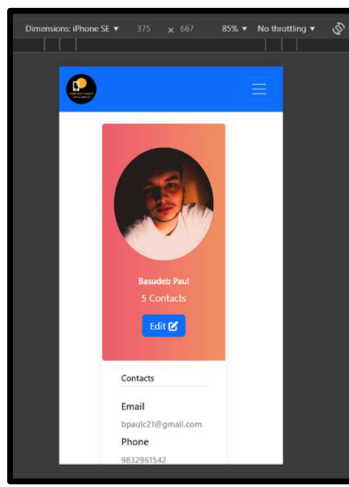 Dimensions: iPhone SE ▼ 375 × 667 85% ▼ No throttling ▼
Basudeb Paul
5 Contacts
Edit
Contacts
Email
bpaulc21@gmail.com
Phone
9832961542